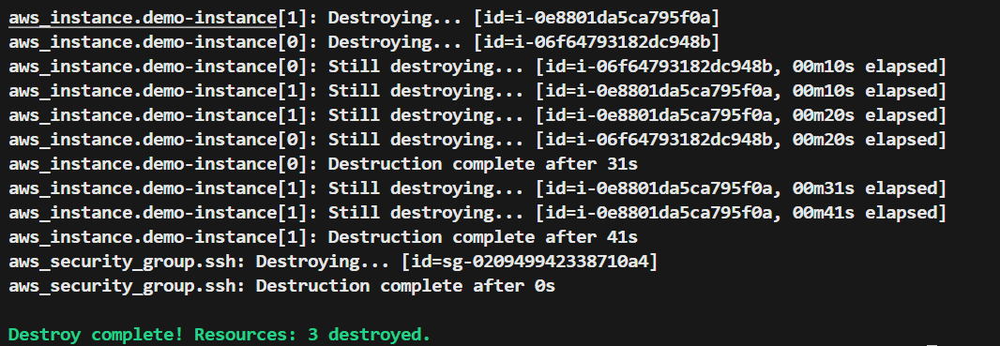 aws_instance.demo-instance[1]: Destroying... [id=i-0e8801da5ca795f0a]
aws_instance.demo-instance[0]: Destroying... [id=i-06f64793182dc948b]
aws_instance.demo-instance[0]: Still destroying... [id=i-06f64793182dc948b, 00m10s elapsed]
aws_instance.demo-instance[1]: Still destroying... [id=i-0e8801da5ca795f0a, 00m10s elapsed]
aws_instance.demo-instance[1]: Still destroying... [id=i-0e8801da5ca795f0a, 00m20s elapsed]
aws_instance.demo-instance[0]: Still destroying... [id=i-06f64793182dc948b, 00m20s elapsed]
aws_instance.demo-instance[0]: Destruction complete after 31s
aws_instance.demo-instance[1]: Still destroying... [id=i-0e8801da5ca795f0a, 00m31s elapsed]
aws_instance.demo-instance[1]: Still destroying... [id=i-0e8801da5ca795f0a, 00m41s elapsed]
aws_instance.demo-instance[1]: Destruction complete after 41s
aws_security_group.ssh: Destroying... [id=sg-020949942338710a4]
aws_security_group.ssh: Destruction complete after 0s
Destroy complete! Resources: 3 destroyed.